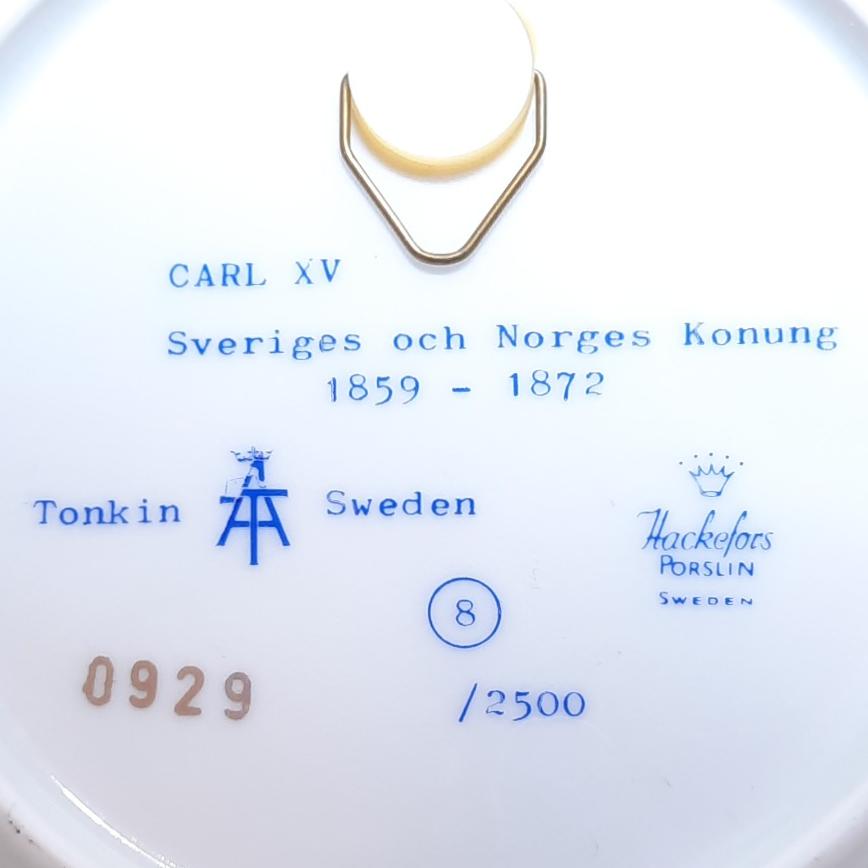 CARL XV
Sveriges och Norges Konung
1859 - 1872
Tonkin Sweden
Hackefors
PORSLIN
SWEDEN
8
0929 /2500